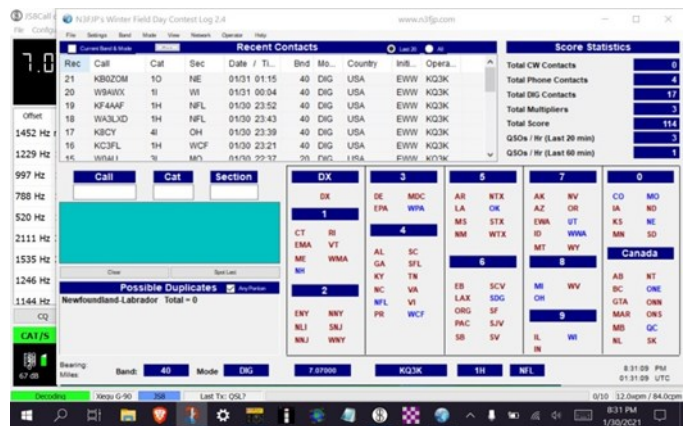 JS8Call
N3FJP's Winter Field Day Contest Log 2.4
www.n3fjp.com
File Settings Band Mode View Network Operate Help
Current Band & Mode
Recent Contacts
Last 20
All
Score Statistics
Rec Call Cat Sec Date / Ti... Bnd Mo... Country Initi... Opera...
21 KB0ZOM 1O NE 01/31 01:15 40 DIG USA EWW KQ3K
20 W9AWX 1I WI 01/31 00:04 40 DIG USA EWW KQ3K
19 KF4AAF 1H NFL 01/30 23:52 40 DIG USA EWW KQ3K
18 WA3LXD 1H NFL 01/30 23:43 40 DIG USA EWW KQ3K
17 K8CY 4I OH 01/30 23:39 40 DIG USA EWW KQ3K
16 KC3FL 1H WCF 01/30 23:21 40 DIG USA EWW KQ3K
MO 01/30 22:37 20 DIG USA EWW KQ3K
Total CW Contacts 0
Total Phone Contacts 4
Total DIG Contacts 17
Total Multipliers 3
Total Score 114
QSOs / Hr (Last 20 min) 3
QSOs / Hr (Last 60 min) 1
7.0
Offset
1452 Hz
1229 Hz
997 Hz
788 Hz
520 Hz
2111 Hz
1535 Hz
1246 Hz
1144 Hz
CQ
CAT/S
67 dB
Call Cat Section
Clear
Spot Last
Possible Duplicates
Any Portion
Newfoundland-Labrador Total = 0
DX
DX
1
CT RI
EMA VT
ME WMA
NH
2
ENY NNY
NLI SNJ
NNJ WNY
3
DE MDC
EPA WPA
4
AL SC
GA SFL
KY TN
NC VA
NFL VI
PR WCF
5
AR NTX
LA OK
MS STX
NM WTX
6
EB SCV
LAX SDG
ORG SF
PAC SJV
SB SV
7
AK NV
AZ OR
EWA UT
ID WWA
MT WY
8
MI WV
OH
9
IL WI
IN
0
CO MO
IA ND
KS NE
MN SD
Canada
AB NT
BC ONE
GTA ONN
MAR ONS
MB QC
NL SK
Bearing:
Miles:
Band: 40 Mode DIG 7.07000 KQ3K 1H NFL
8:31:09 PM
01:31:09 UTC
Decoding Xiegu G-90 JS8 Last Tx: QSL? 0/10 12.0wpm / 84.0cpm
8:31 PM
1/30/2021